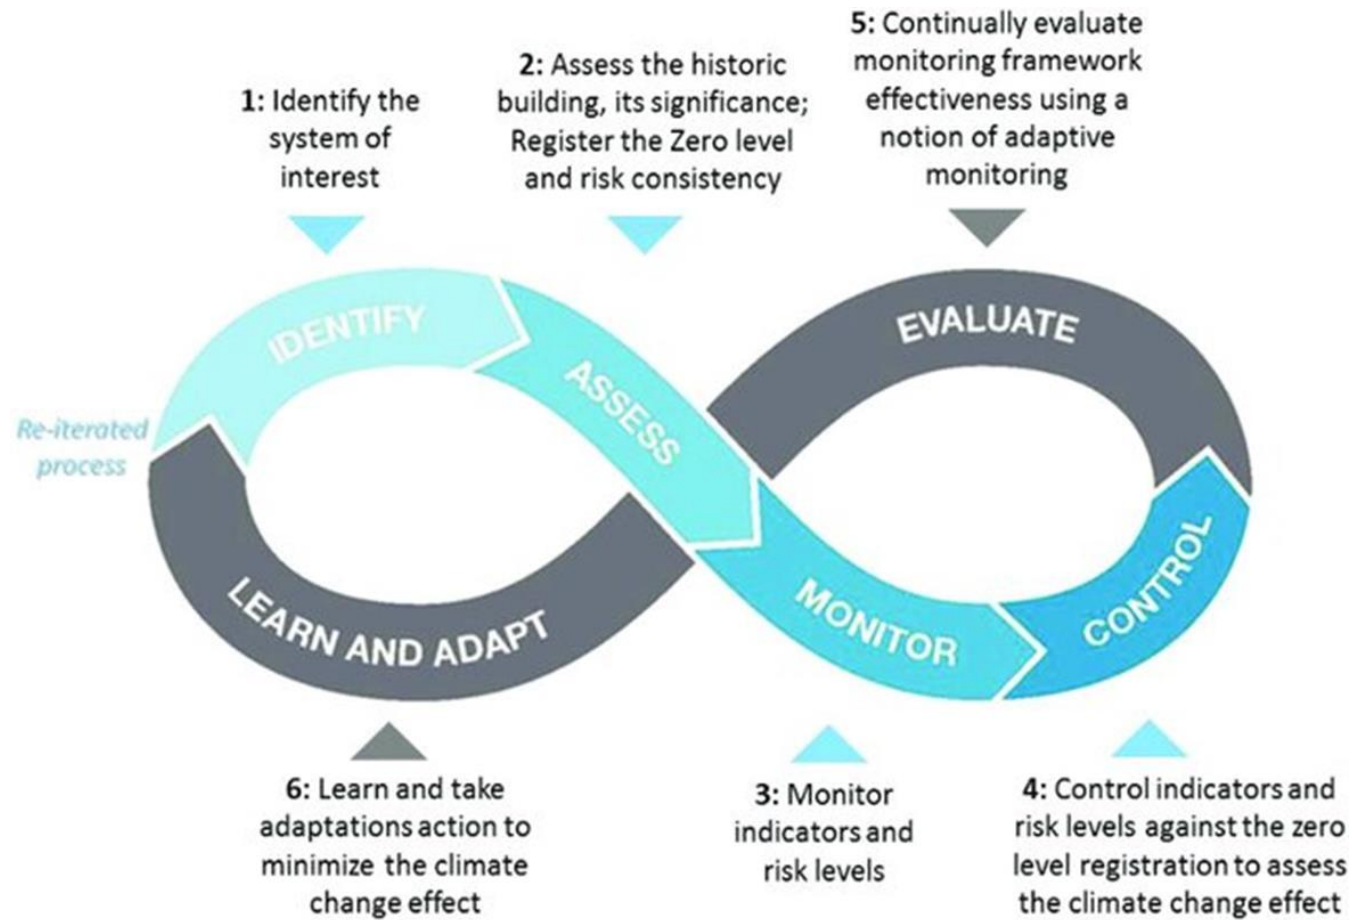 1: Identify the
system of
interest
2: Assess the historic
building, its significance;
Register the Zero level
and risk consistency
5: Continually evaluate
monitoring framework
effectiveness using a
notion of adaptive
monitoring
IDENTIFY
ASSESS
EVALUATE
Re-iterated
process
LEARN AND ADAPT
MONITOR
CONTROL
6: Learn and take
adaptations action to
minimize the climate
change effect
3: Monitor
indicators and
risk levels
4: Control indicators and
risk levels against the zero
level registration to assess
the climate change effect